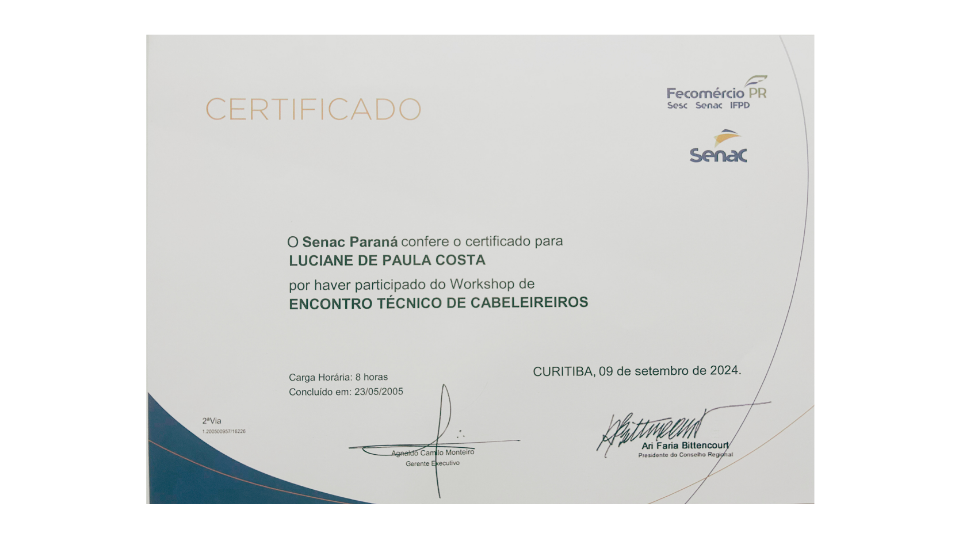 CERTIFICADO
Fecomércio PR
Sesc Senac IFPD
Senac
O Senac Paraná confere o certificado para
LUCIANE DE PAULA COSTA
por haver participado do Workshop de
ENCONTRO TÉCNICO DE CABELEIREIROS
Carga Horária: 8 horas
Concluído em: 23/05/2005
CURITIBA, 09 de setembro de 2024.
2ªVia
Agnaldo Camilo Monteiro
Gerente Executivo
Ari Faria Bittencourt
Presidente do Conselho Regional